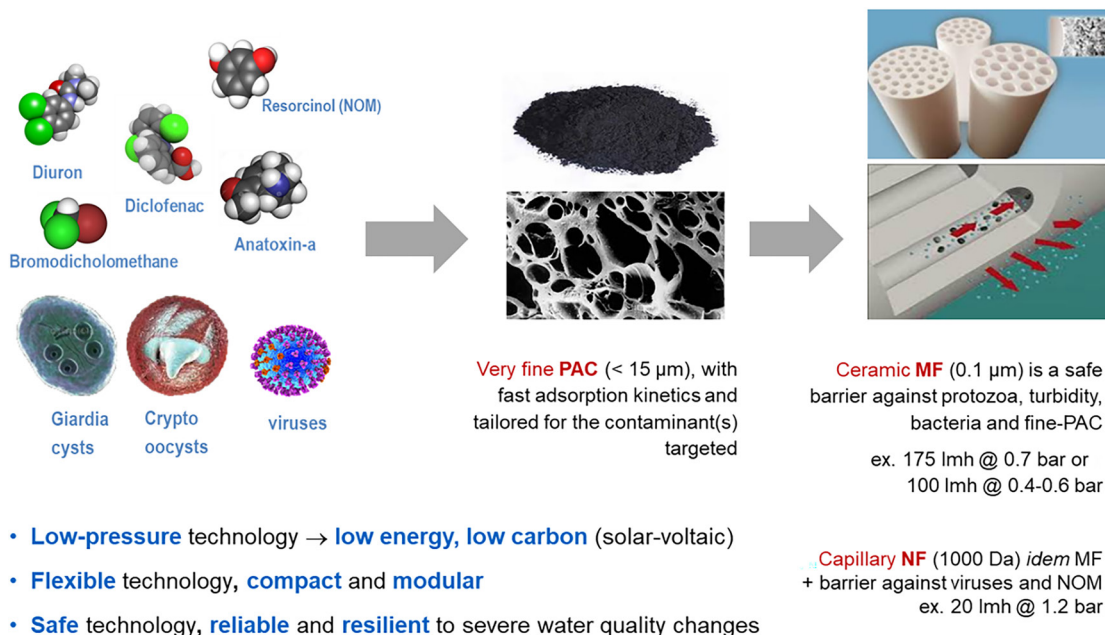 Resorcinol (NOM)
Diuron
Diclofenac
Anatoxin-a
Bromodicholomethane
Giardia
cysts
Crypto
oocysts
viruses
Very fine PAC (< 15 µm), with
fast adsorption kinetics and
tailored for the contaminant(s)
targeted
Ceramic MF (0.1 µm) is a safe
barrier against protozoa, turbidity,
bacteria and fine-PAC
ex. 175 lmh @ 0.7 bar or
100 lmh @ 0.4-0.6 bar
• Low-pressure technology → low energy, low carbon (solar-voltaic)
• Flexible technology, compact and modular
• Safe technology, reliable and resilient to severe water quality changes
Capillary NF (1000 Da) idem MF
+ barrier against viruses and NOM
ex. 20 lmh @ 1.2 bar